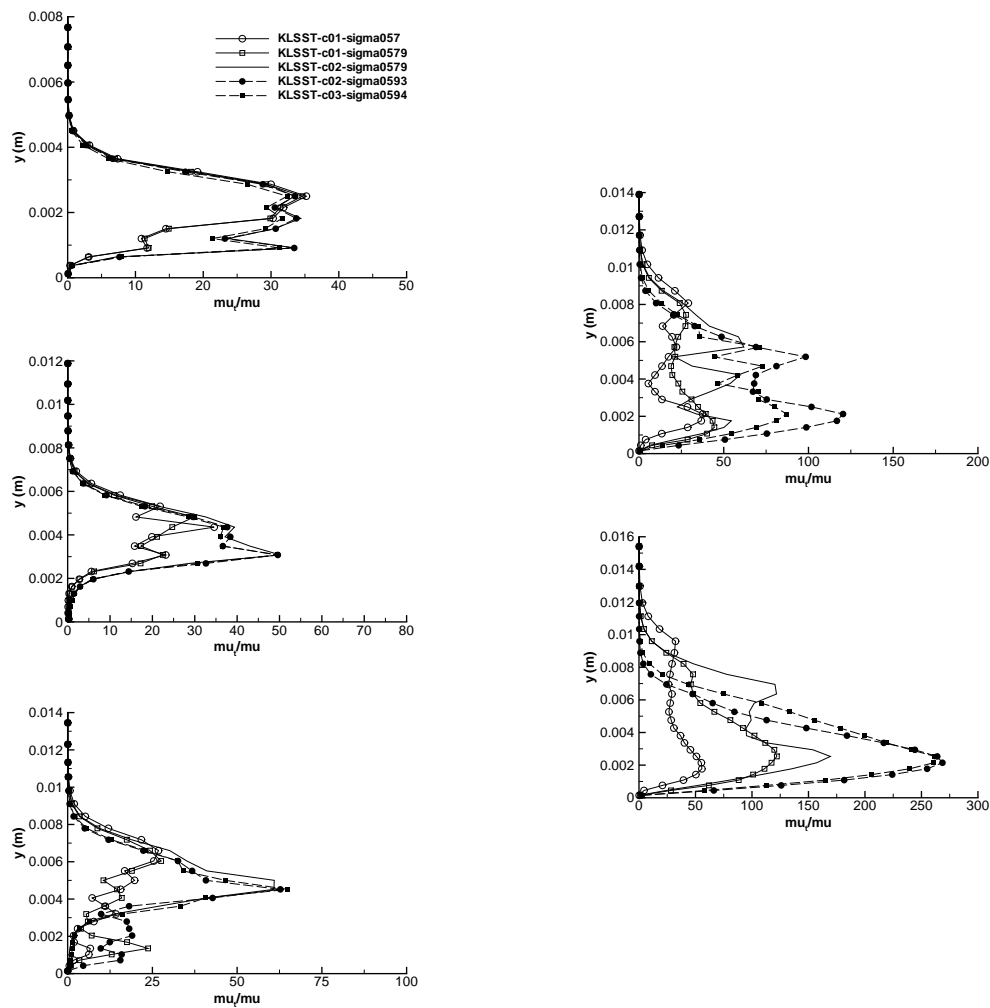 0.008
KLSST-c01-sigma057
KLSST-c01-sigma0579
KLSST-c02-sigma0579
KLSST-c02-sigma0593
KLSST-c03-sigma0594
0.006
y (m)
0.004
0.002
0
0 10 20 30 40 50
mut/mu
0.012
0.01
0.008
y (m)
0.006
0.004
0.002
0
0 10 20 30 40 50 60 70 80
mut/mu
0.014
0.012
0.01
y (m)
0.008
0.006
0.004
0.002
0
0 25 50 75 100
mut/mu
0.014
0.012
0.01
y (m)
0.008
0.006
0.004
0.002
0
0 50 100 150 200
mut/mu
0.016
0.014
0.012
0.01
y (m)
0.008
0.006
0.004
0.002
0
0 50 100 150 200 250 300
mut/mu